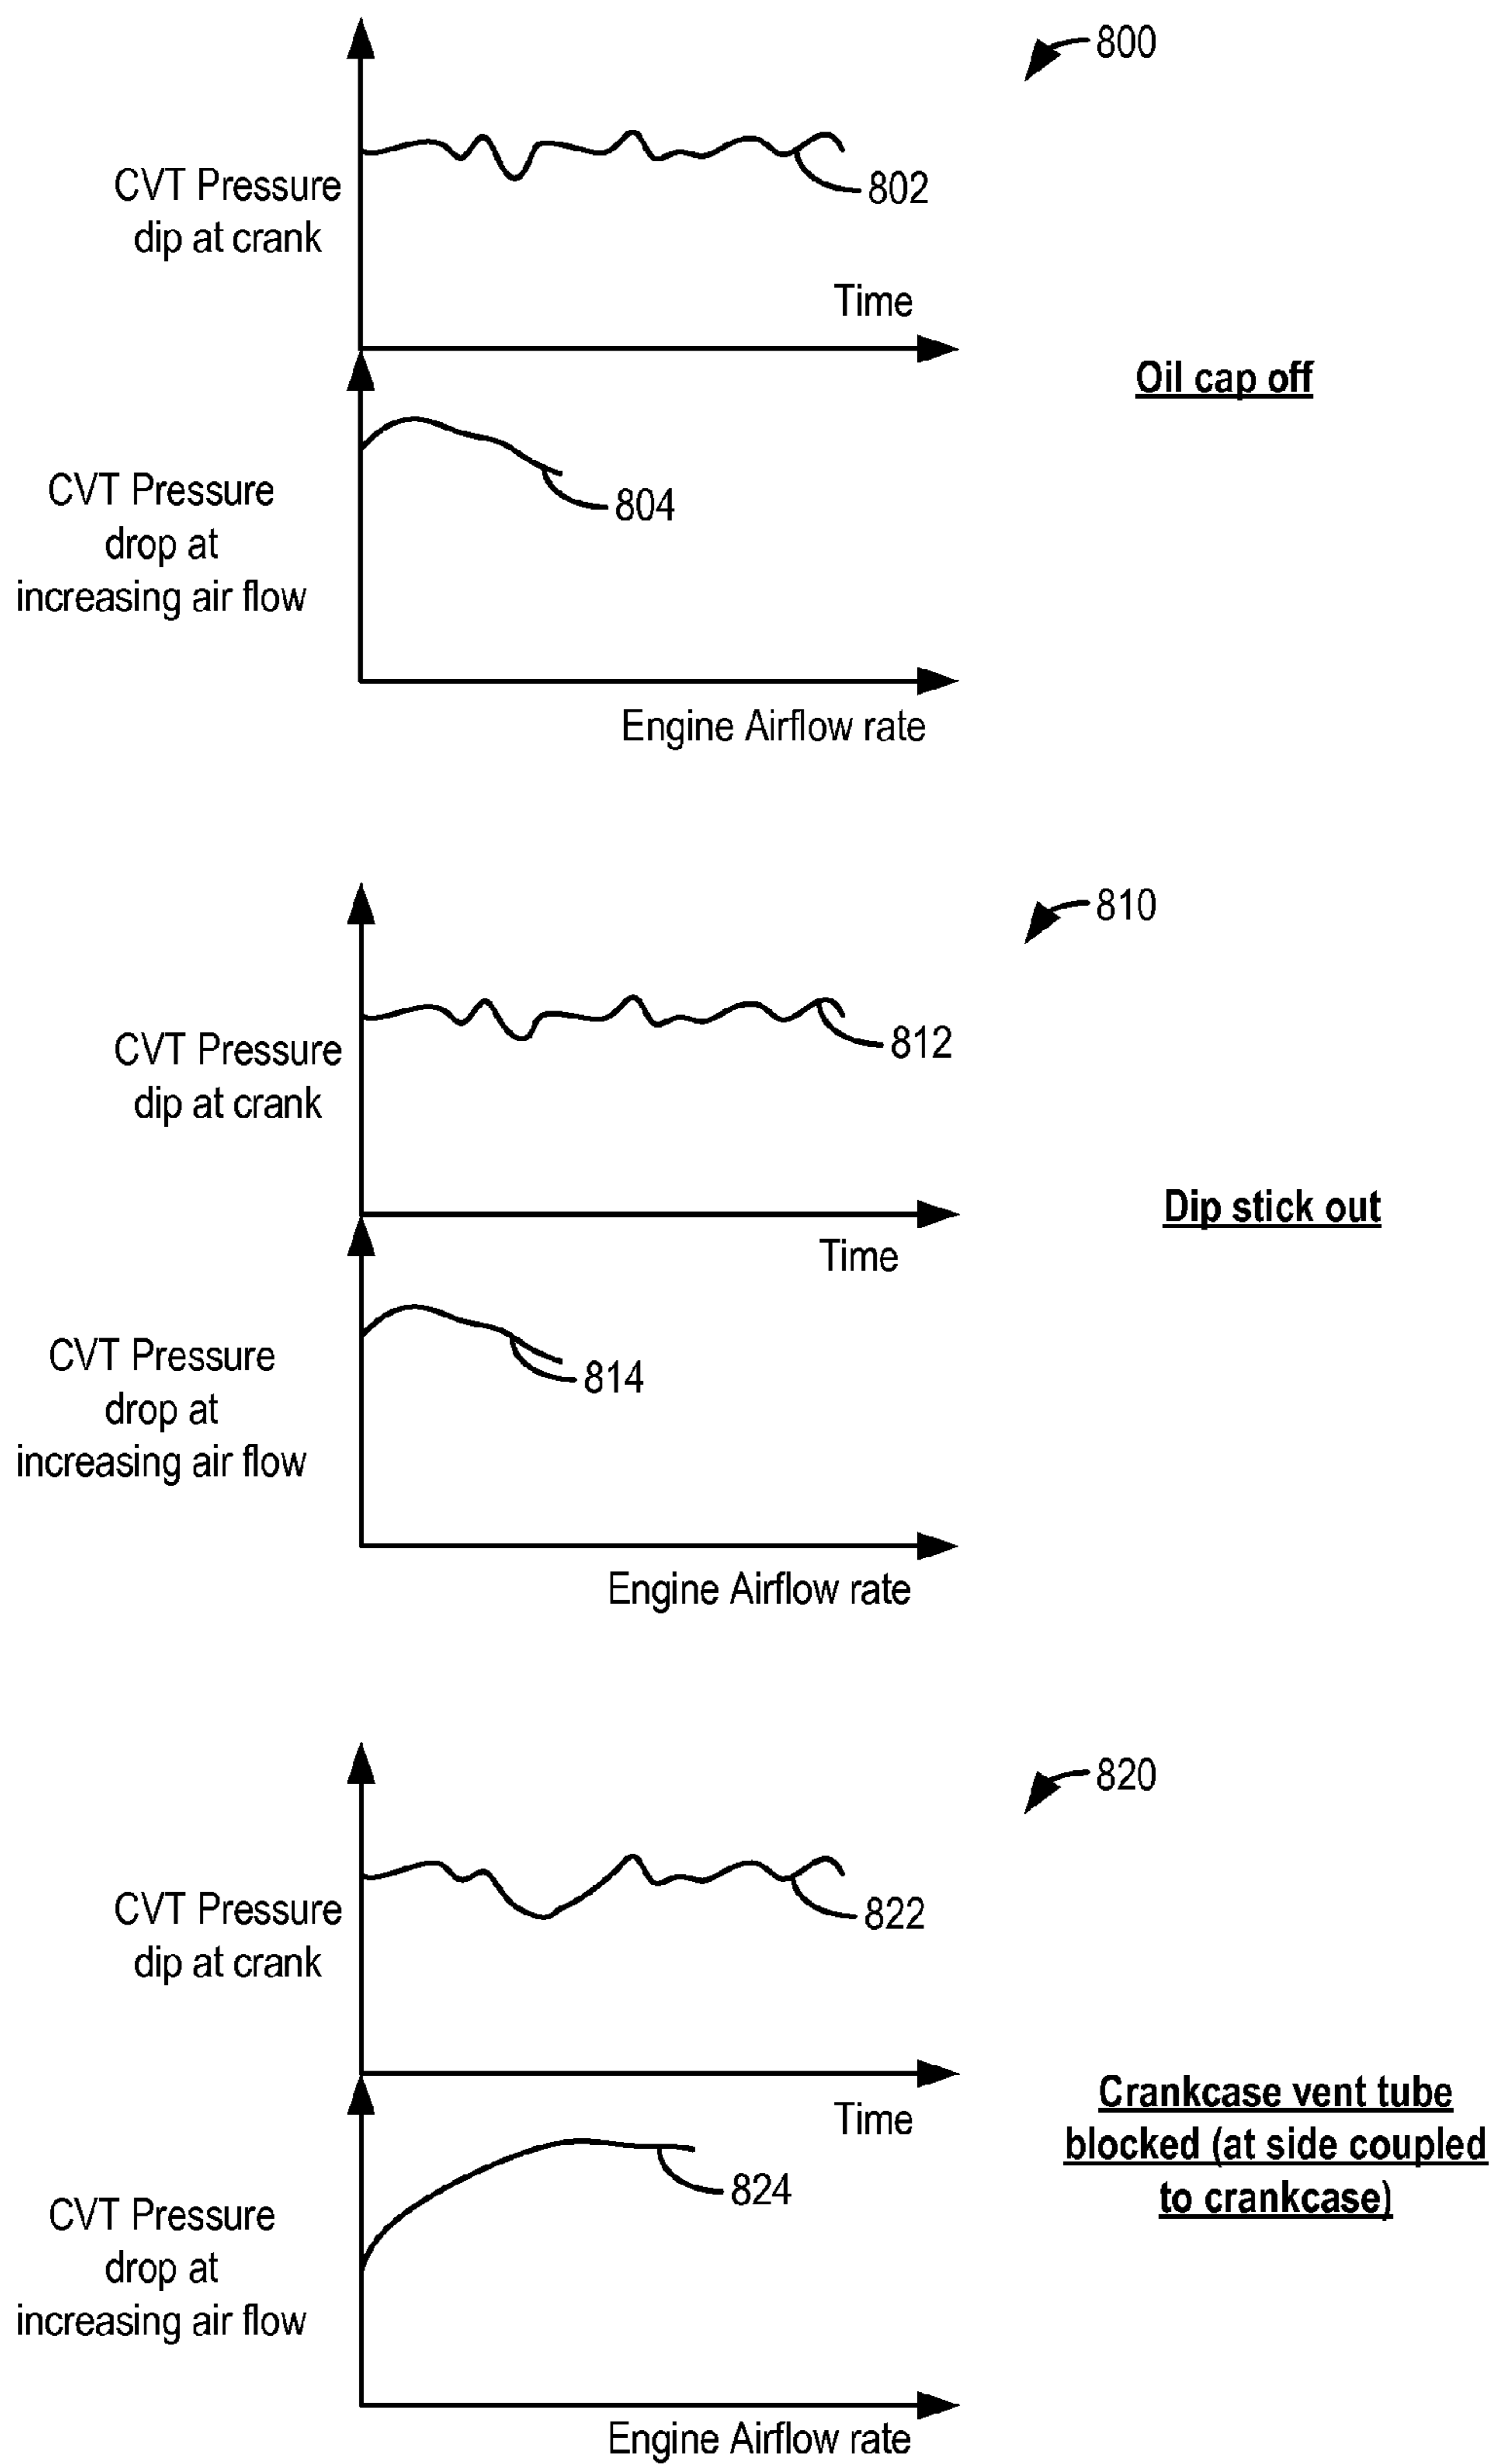 800
CVT Pressure
dip at crank
802
Time
Oil cap off
CVT Pressure
drop at
increasing air flow
804
Engine Airflow rate
810
CVT Pressure
dip at crank
812
Time
Dip stick out
CVT Pressure
drop at
increasing air flow
814
Engine Airflow rate
820
CVT Pressure
dip at crank
822
Time
Crankcase vent tube
blocked (at side coupled
to crankcase)
CVT Pressure
drop at
increasing air flow
824
Engine Airflow rate